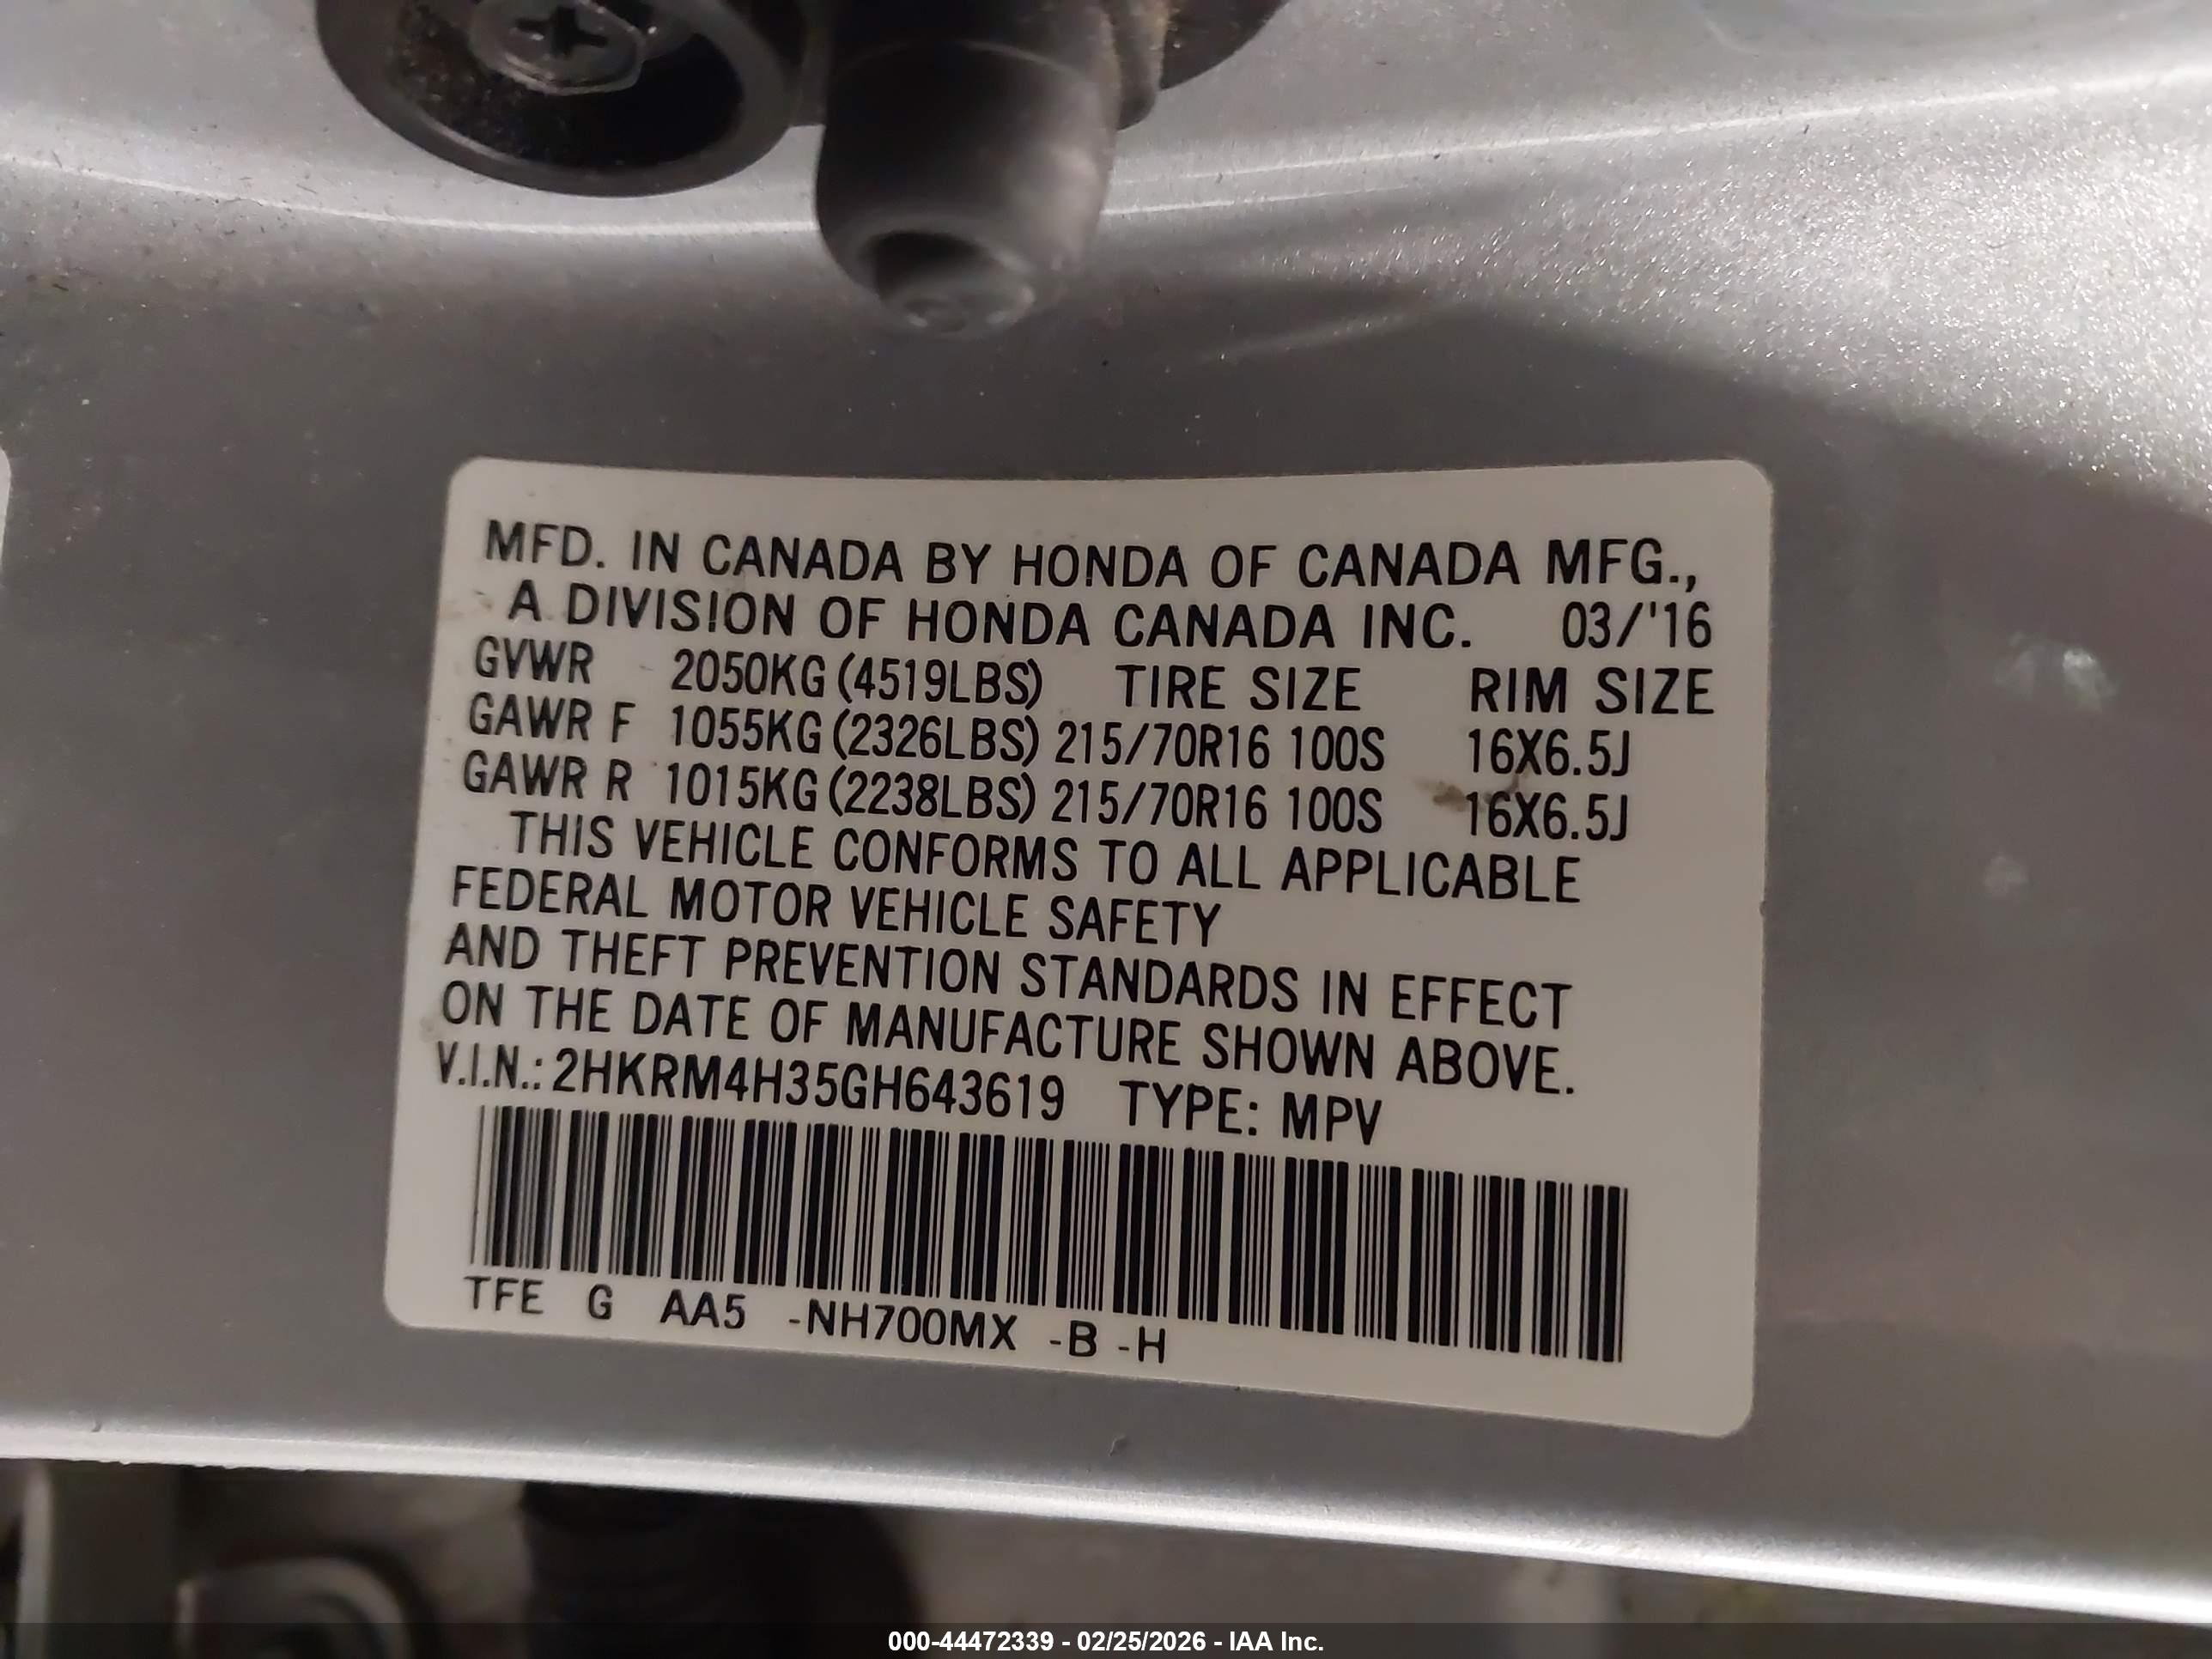 MFD. IN CANADA BY HONDA OF CANADA MFG.,
A DIVISION OF HONDA CANADA INC. 03/'16
GVWR 2050KG (4519LBS) TIRE SIZE RIM SIZE
GAWR F 1055KG (2326LBS) 215/70R16 100S 16X6.5J
GAWR R 1015KG (2238LBS) 215/70R16 100S 16X6.5J
THIS VEHICLE CONFORMS TO ALL APPLICABLE
FEDERAL MOTOR VEHICLE SAFETY
AND THEFT PREVENTION STANDARDS IN EFFECT
ON THE DATE OF MANUFACTURE SHOWN ABOVE.
V.I.N.: 2HKRM4H35GH643619 TYPE: MPV
TFE G AA5 -NH700MX -B -H
000-44472339 - 02/25/2026 - IAA Inc.